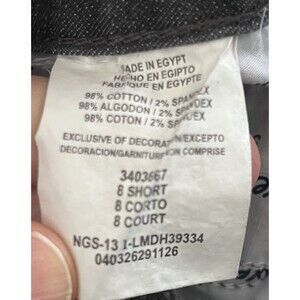 MADE IN EGYPT
HECHO EN EGIPTO
FABRIQUE EN EGYPTE
98% COTTON / 2% SPANDEX
98% ALGODON / 2% SPANDEX
98% COTON / 2% SPANDEX
EXCLUSIVE OF DECORATION/EXCEPTO
DECORACION/GARNITURE NON COMPRISE
3403667
8 SHORT
8 CORTO
8 COURT
NGS-13 I-LMDH39334
040326291126